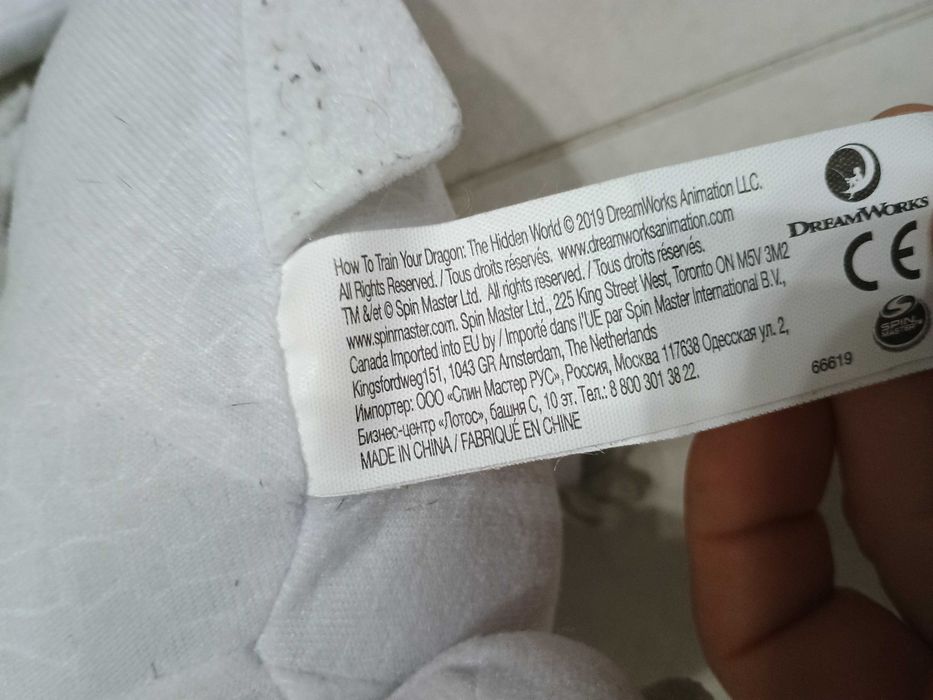 How To Train Your Dragon: The Hidden World © 2019 DreamWorks Animation LLC.
All Rights Reserved. / Tous droits réservés. www.dreamworksanimation.com
TM &/et © Spin Master Ltd. All rights reserved. / Tous droits réservés.
www.spinmaster.com. Spin Master Ltd., 225 King Street West, Toronto ON M5V 3M2
Canada Imported into EU by / Importé dans l'UE par Spin Master International B.V.,
Kingsfordweg151, 1043 GR Amsterdam, The Netherlands
Импортер: ООО «Спин Мастер РУС», Россия, Москва 117638 Одесская ул. 2,
Бизнес-центр «Лотос», башня С, 10 эт. Тел.: 8 800 301 38 22.
MADE IN CHINA / FABRIQUÉ EN CHINE
DREAMWORKS
CE
SPIN MASTER
66619